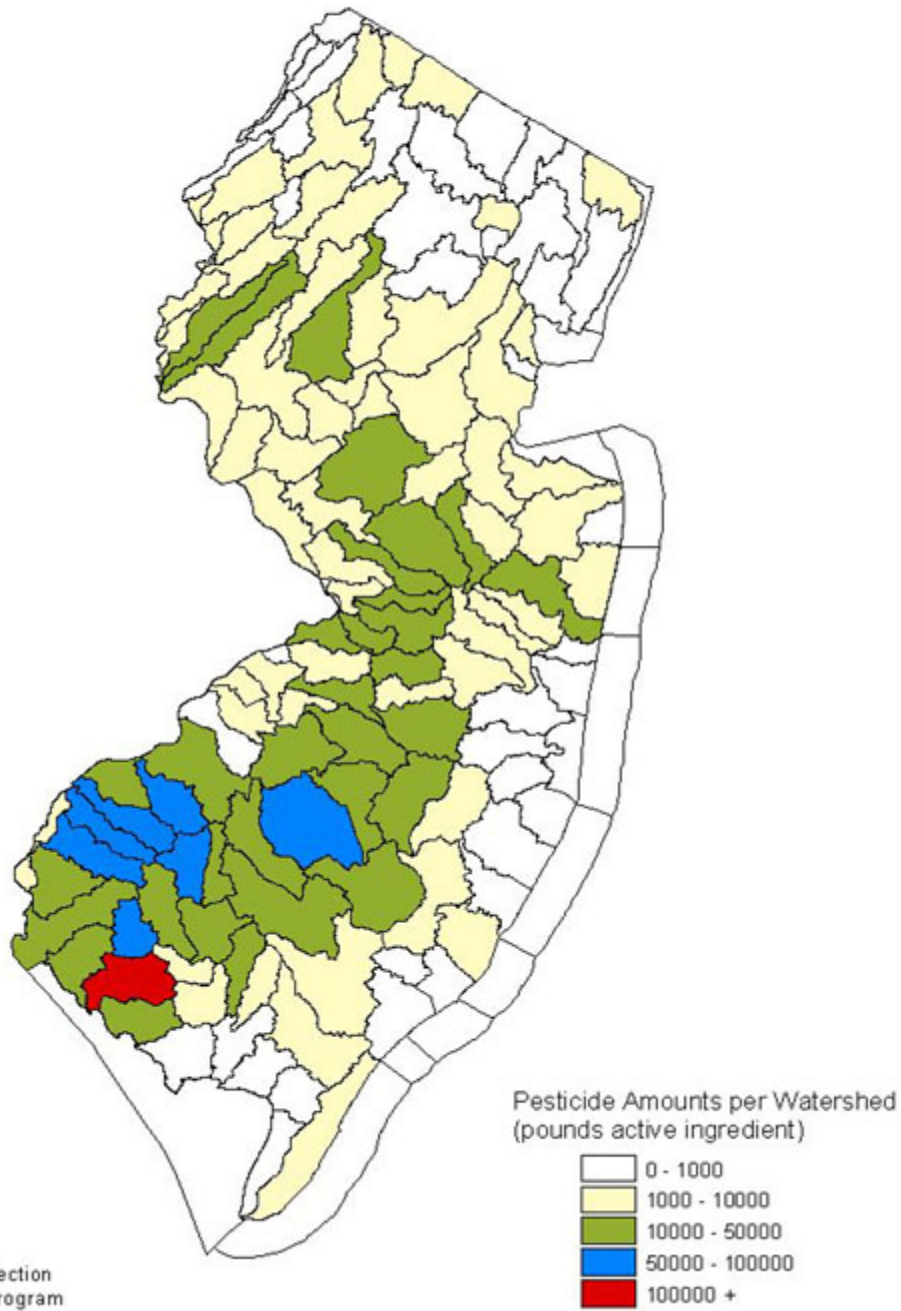 Pesticide Amounts per Watershed
(pounds active ingredient)
0 - 1000
1000 - 10000
10000 - 50000
50000 - 100000
100000 +
ection
rogram